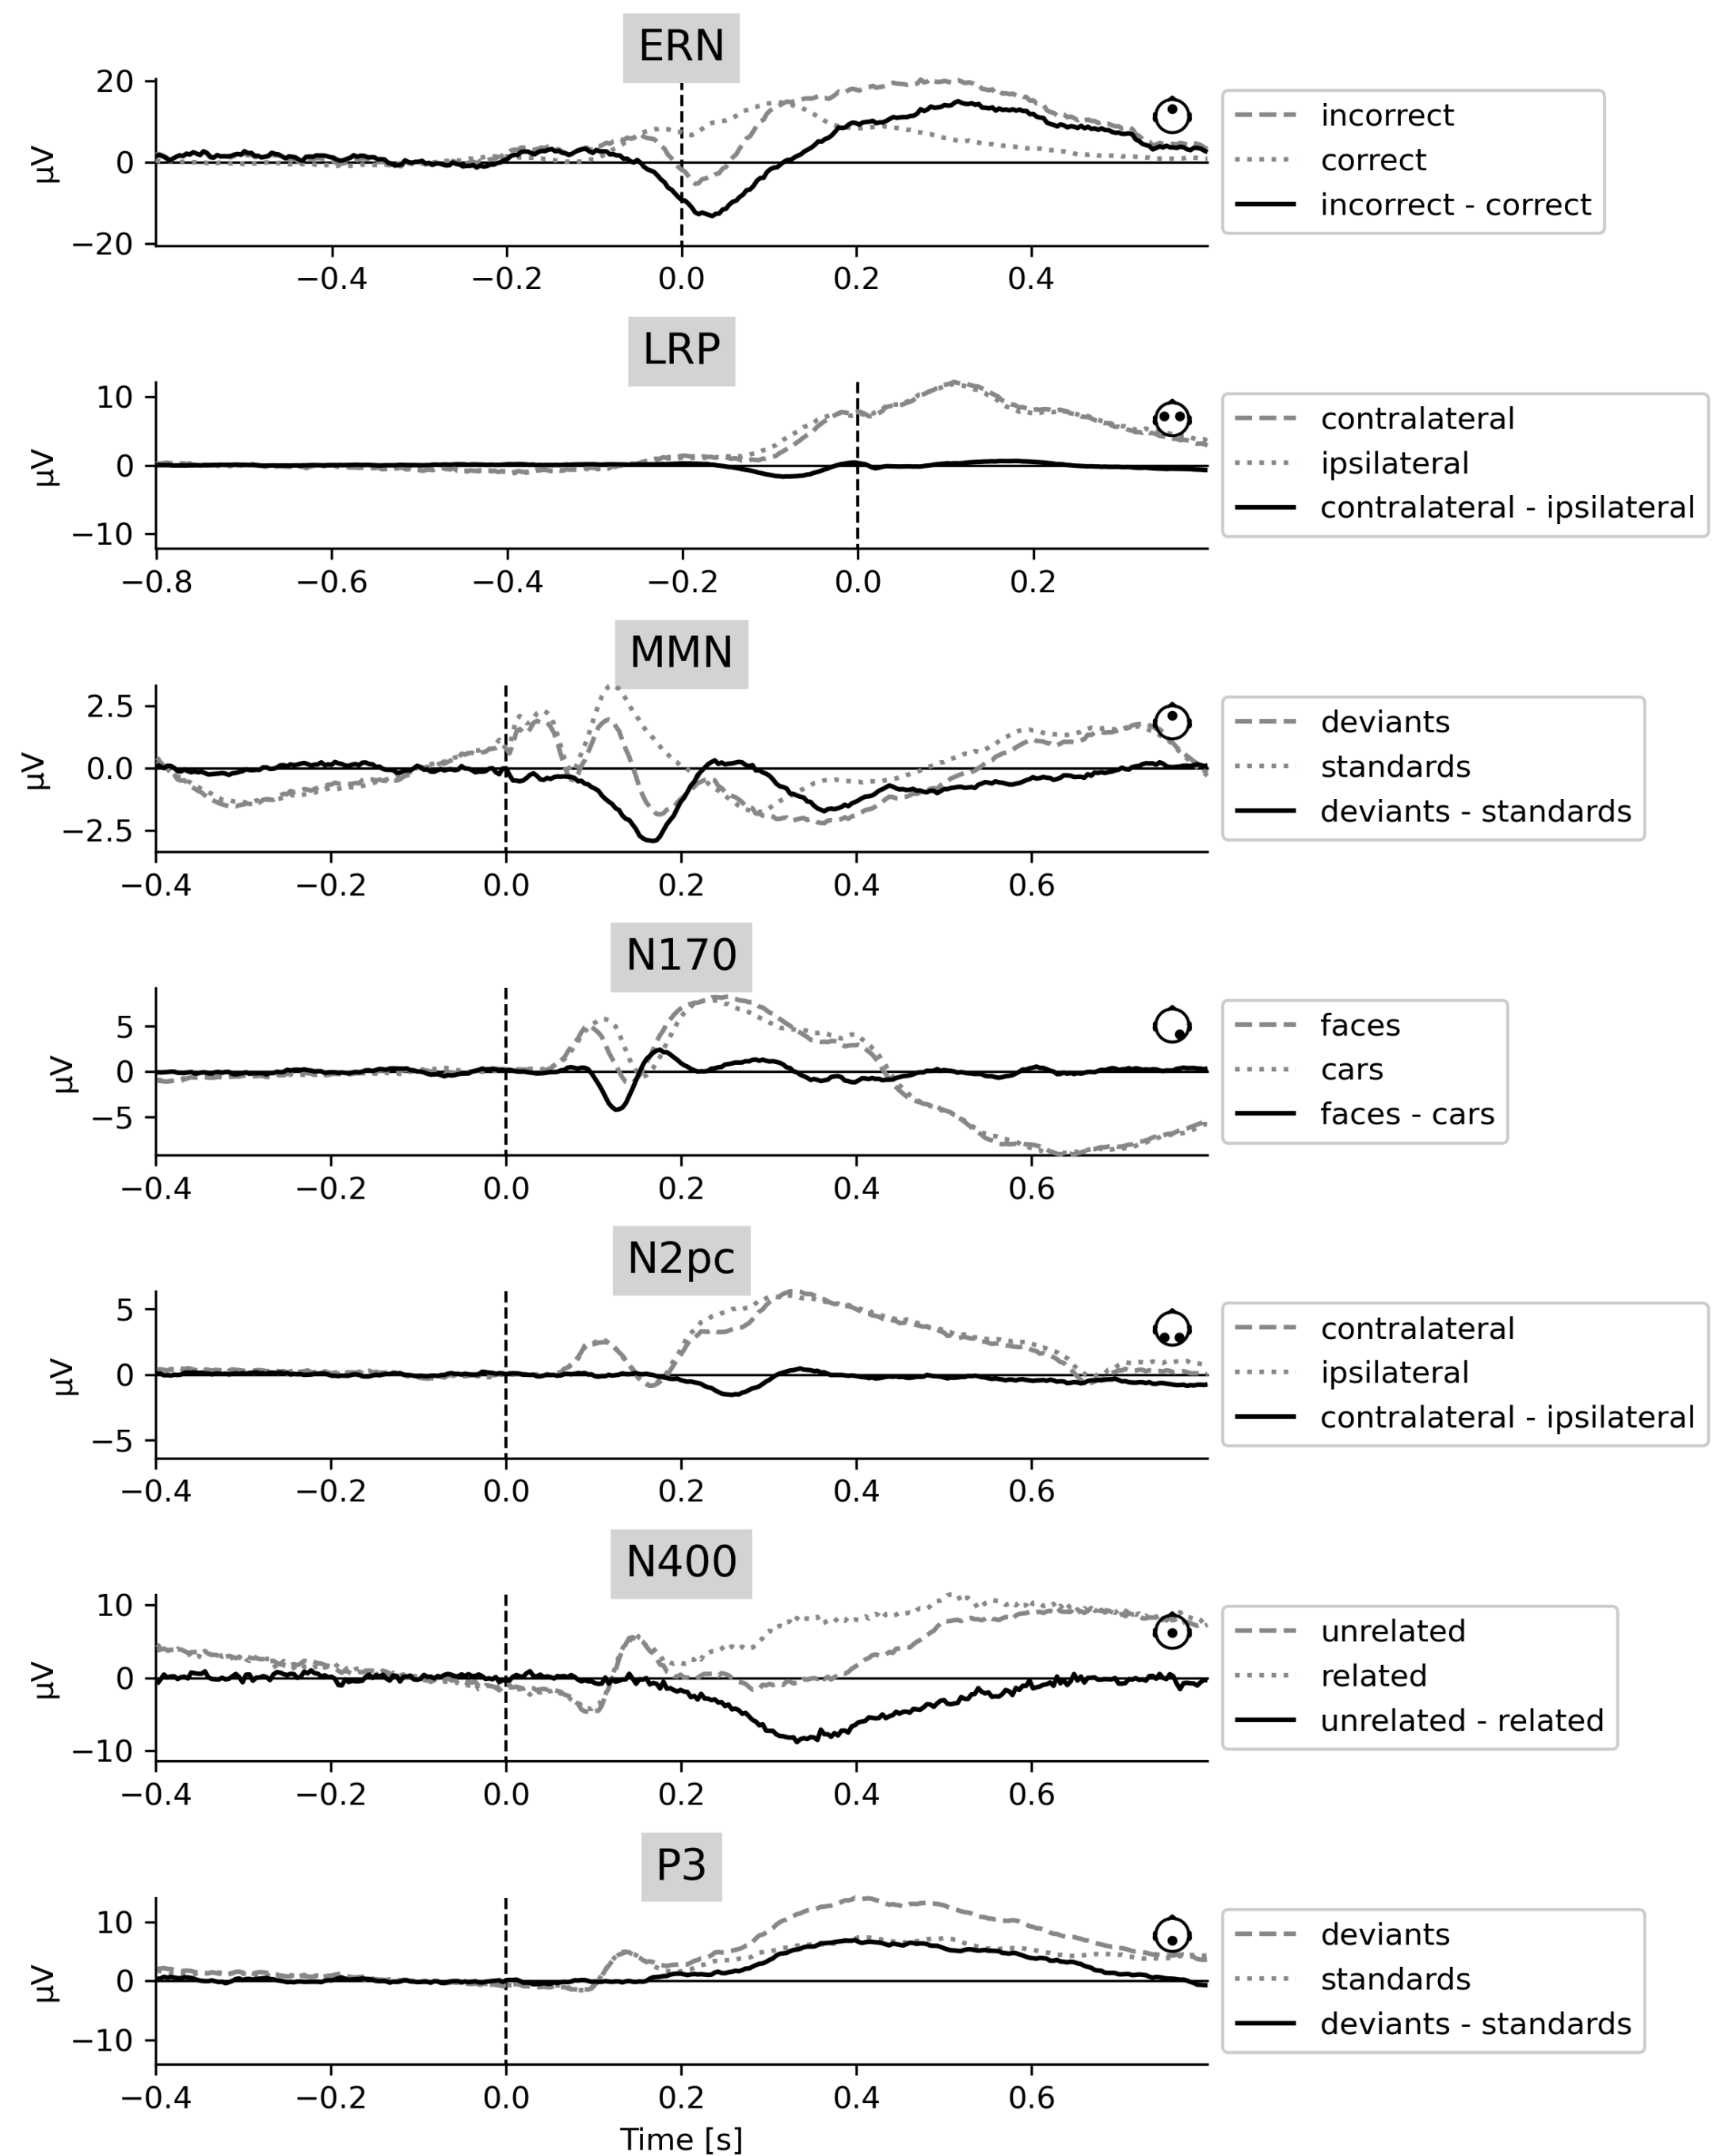 ERN
μV
20
0
−20
−0.4 −0.2 0.0 0.2 0.4
incorrect
correct
incorrect - correct
LRP
μV
10
0
−10
−0.8 −0.6 −0.4 −0.2 0.0 0.2
contralateral
ipsilateral
contralateral - ipsilateral
MMN
μV
2.5
0.0
−2.5
−0.4 −0.2 0.0 0.2 0.4 0.6
deviants
standards
deviants - standards
N170
μV
5
0
−5
−0.4 −0.2 0.0 0.2 0.4 0.6
faces
cars
faces - cars
N2pc
μV
5
0
−5
−0.4 −0.2 0.0 0.2 0.4 0.6
contralateral
ipsilateral
contralateral - ipsilateral
N400
μV
10
0
−10
−0.4 −0.2 0.0 0.2 0.4 0.6
unrelated
related
unrelated - related
P3
μV
10
0
−10
−0.4 −0.2 0.0 0.2 0.4 0.6
deviants
standards
deviants - standards
Time [s]